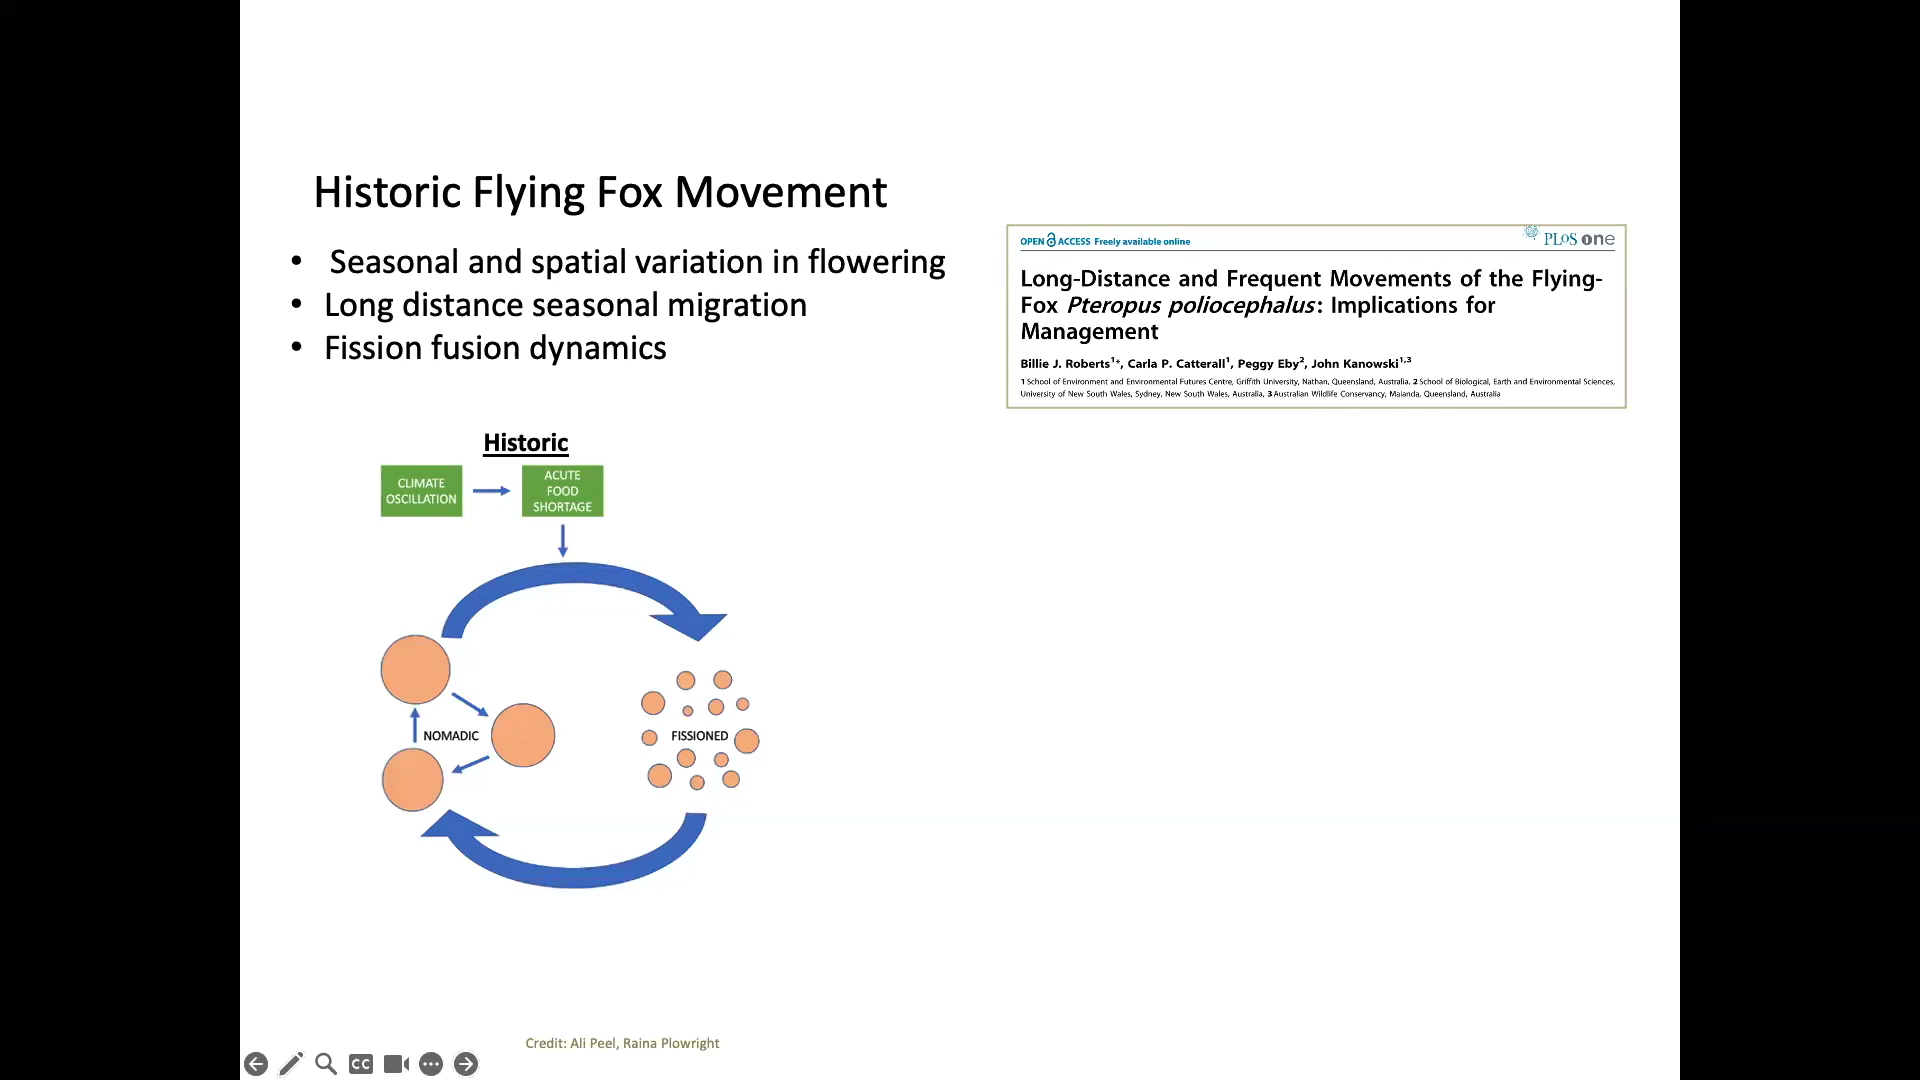 Historic Flying Fox Movement
• Seasonal and spatial variation in flowering
• Long distance seasonal migration
• Fission fusion dynamics
OPEN ACCESS Freely available online
PLoS one
Long-Distance and Frequent Movements of the Flying-
Fox Pteropus poliocephalus: Implications for
Management
Billie J. Roberts1*, Carla P. Catterall1, Peggy Eby2, John Kanowski1,3
1 School of Environment and Environmental Futures Centre, Griffith University, Nathan, Queensland, Australia, 2 School of Biological, Earth and Environmental Sciences,
University of New South Wales, Sydney, New South Wales, Australia, 3 Australian Wildlife Conservancy, Malanda, Queensland, Australia
Historic
CLIMATE
OSCILLATION
ACUTE
FOOD
SHORTAGE
NOMADIC
FISSIONED
Credit: Ali Peel, Raina Plowright
CC